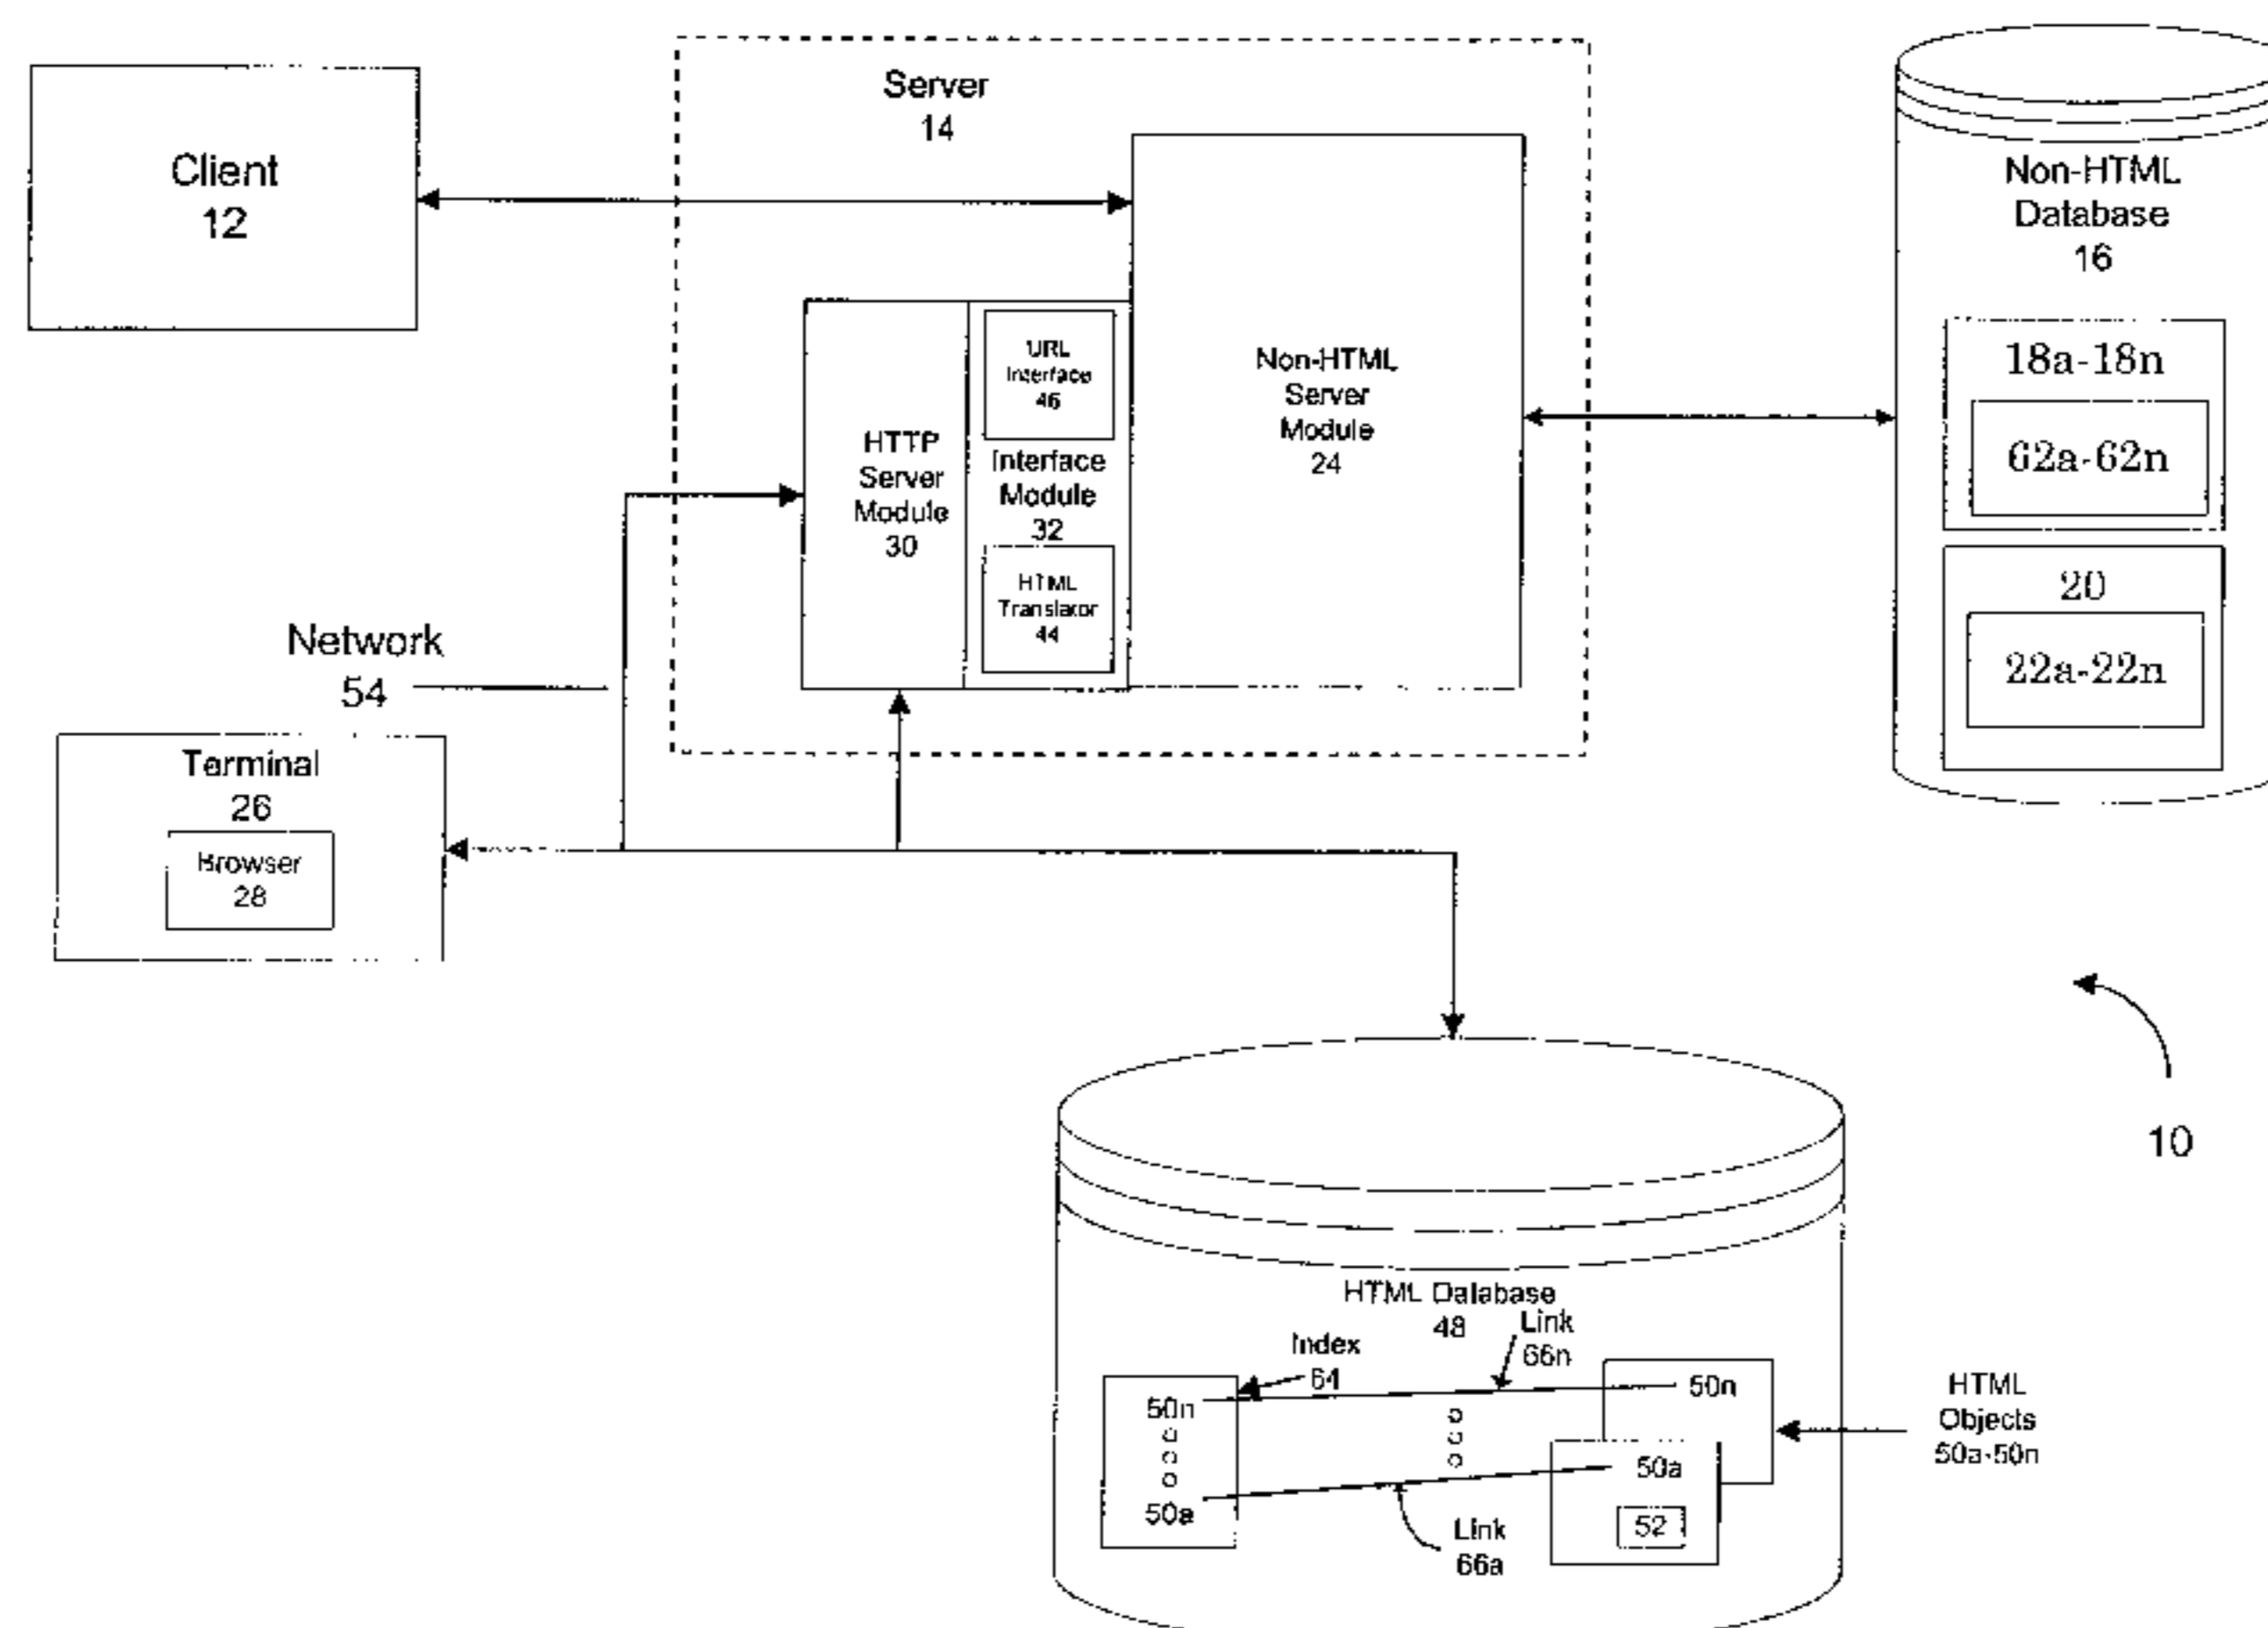 Server
14
Client
12
Non-HTML
Database
16
18a-18n
62a-62n
20
22a-22n
URL
Interface
46
Interface
Module
32
HTML
Translator
44
HTTP
Server
Module
30
Non-HTML
Server
Module
24
Network
54
Terminal
26
Browser
28
10
HTML Database
48
Link
66n
Index
64
50n
50a
50n
50a
52
Link
66a
HTML
Objects
50a-50n